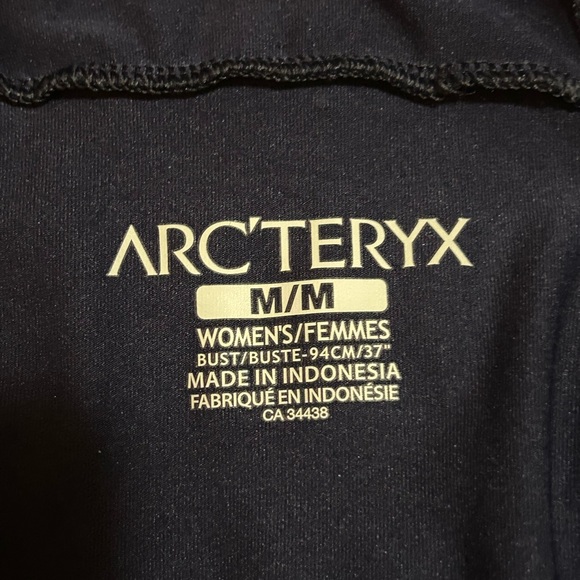 ARC'TERYX
M/M
WOMEN'S/FEMMES
BUST/BUSTE-94CM/37"
MADE IN INDONESIA
FABRIQUÉ EN INDONÉSIE
CA 34438